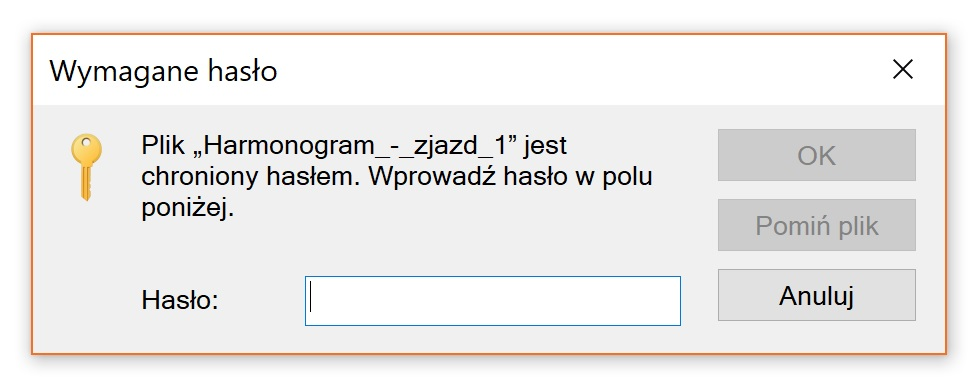 Wymagane hasło
Plik „Harmonogram_-_zjazd_1” jest
chroniony hasłem. Wprowadź hasło w polu
poniżej.
OK
Pomiń plik
Hasło:
Anuluj